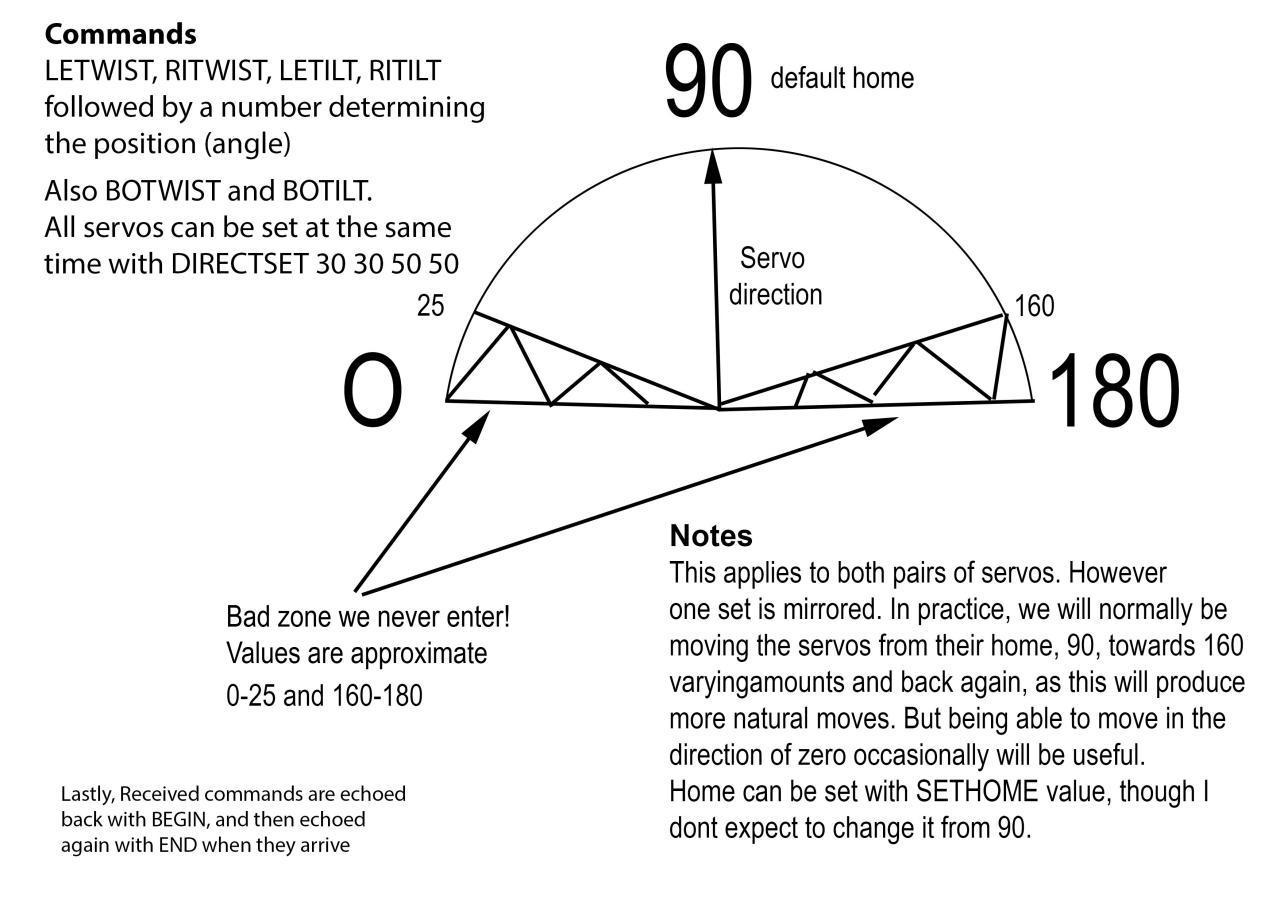 Commands
LETWIST, RITWIST, LETILT, RITILT
followed by a number determining
the position (angle)
Also BOTWIST and BOTILT.
All servos can be set at the same
time with DIRECTSET 30 30 50 50
90
default home
Servo
direction
25
160
0
180
Bad zone we never enter!
Values are approximate
0-25 and 160-180
Notes
This applies to both pairs of servos. However
one set is mirrored. In practice, we will normally be
moving the servos from their home, 90, towards 160
varyingamounts and back again, as this will produce
more natural moves. But being able to move in the
direction of zero occasionally will be useful.
Home can be set with SETHOME value, though I
dont expect to change it from 90.
Lastly, Received commands are echoed
back with BEGIN, and then echoed
again with END when they arrive